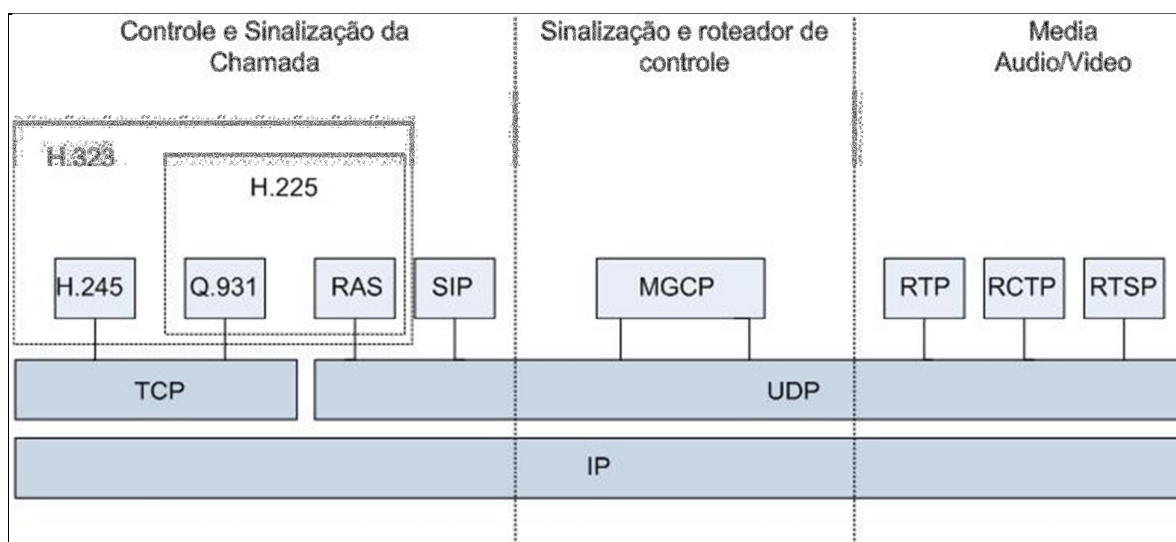 Controle e Sinalização da
Chamada
Sinalização e roteador de
controle
Media
Audio/Video
H.323
H.225
H.245
Q.931
RAS
SIP
MGCP
RTP
RCTP
RTSP
TCP
UDP
IP